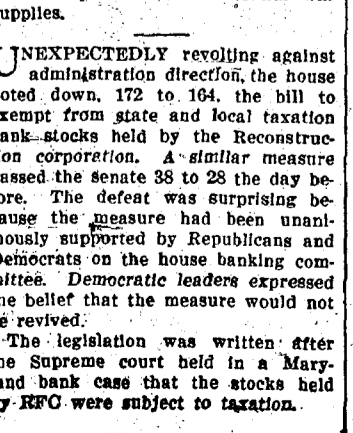 upplies.
UNEXPECTEDLY revolting against
administration direction, the house
oted down, 172 to 164, the bill to
xempt from state and local taxation
ank stocks held by the Reconstruc-
on corporation. A similar measure
assed the senate 38 to 28 the day be-
ore. The defeat was surprising be-
ause the measure had been unani-
ously supported by Republicans and
Democrats on the house banking com-
ittee. Democratic leaders expressed
he belief that the measure would not
e revived.
The legislation was written after
he Supreme court held in a Mary-
and bank case that the stocks held
y RFC were subject to taxation.